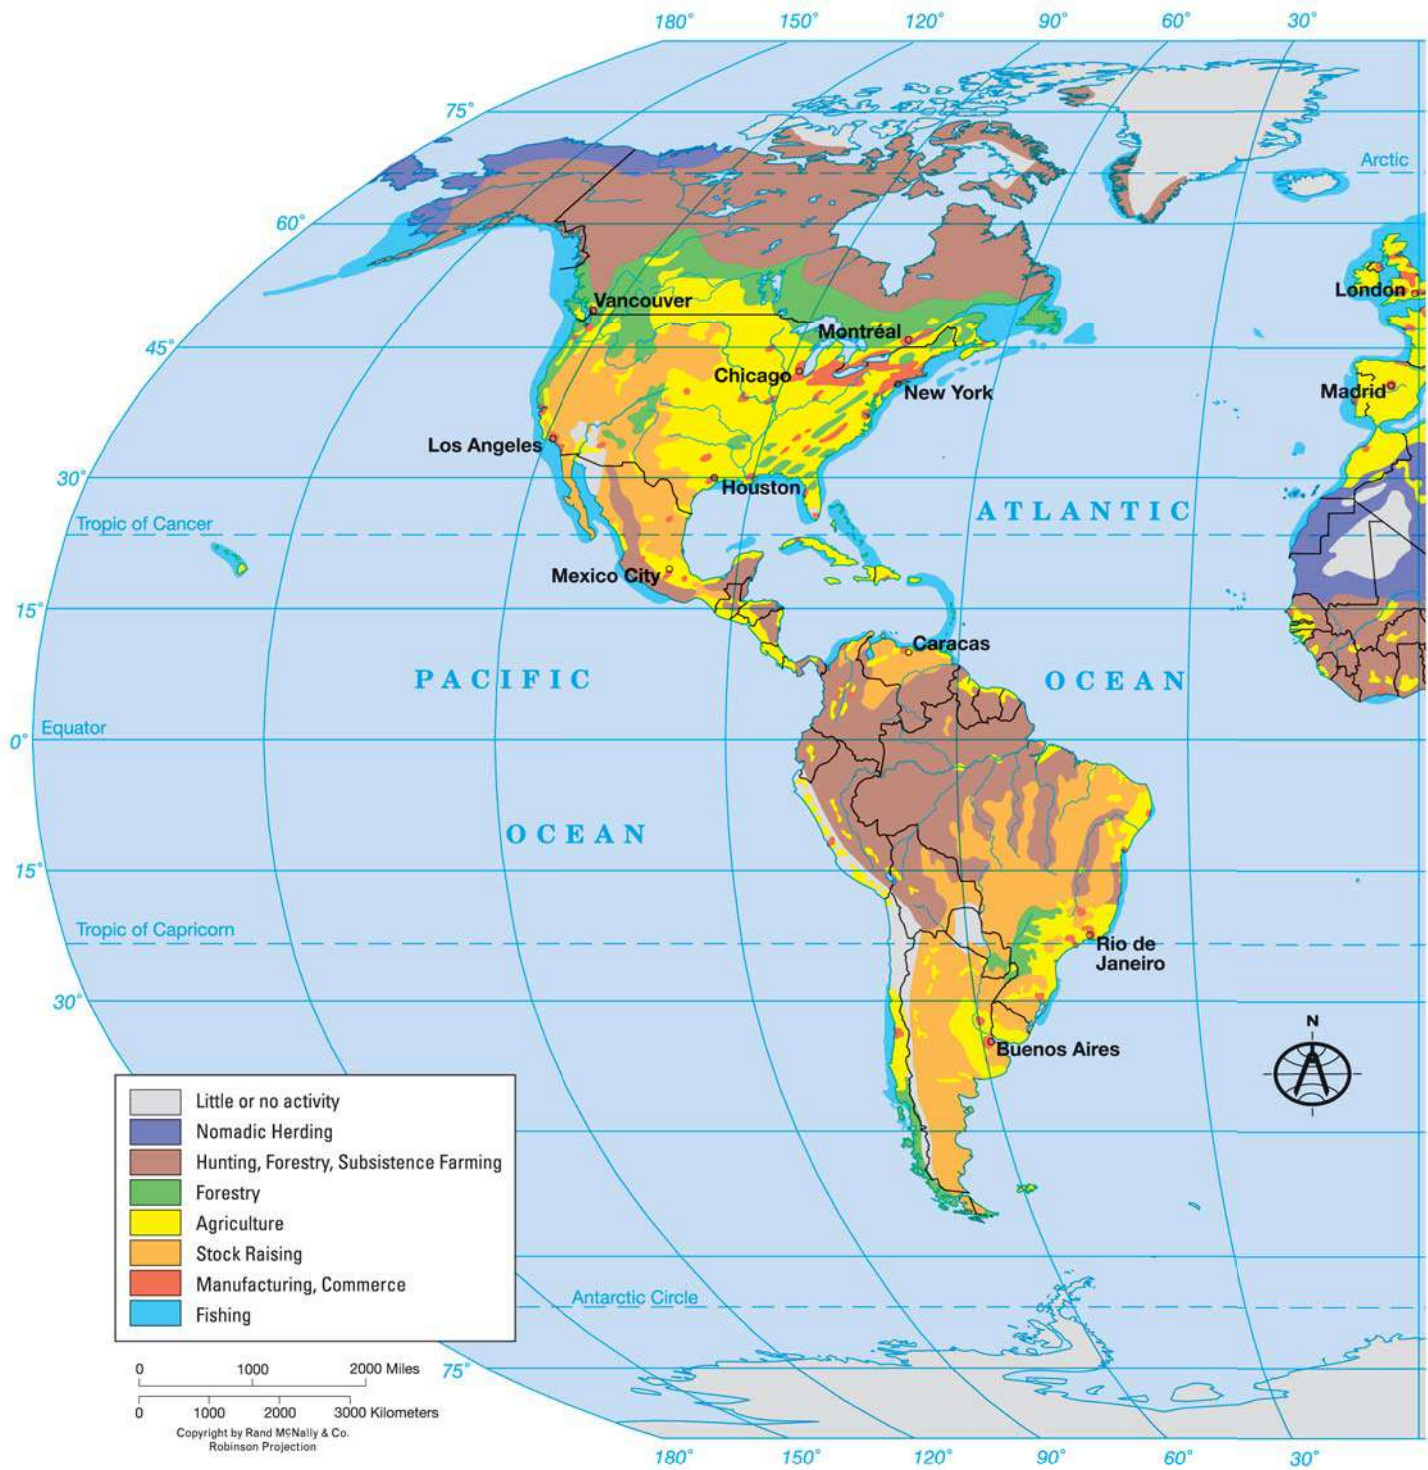 180° 150° 120° 90° 60° 30°
75°
Arctic
60°
London
Vancouver
Montréal
45°
Chicago
New York
Madrid
Los Angeles
30°
Houston
ATLANTIC
Tropic of Cancer
Mexico City
15°
Caracas
PACIFIC
OCEAN
Equator
0°
OCEAN
15°
Tropic of Capricorn
Rio de
Janeiro
30°
N
Buenos Aires
Little or no activity
Nomadic Herding
Hunting, Forestry, Subsistence Farming
Forestry
Agriculture
Stock Raising
Manufacturing, Commerce
Fishing
Antarctic Circle
75°
0 1000 2000 Miles
0 1000 2000 3000 Kilometers
Copyright by Rand McNally & Co.
Robinson Projection
180° 150° 120° 90° 60° 30°